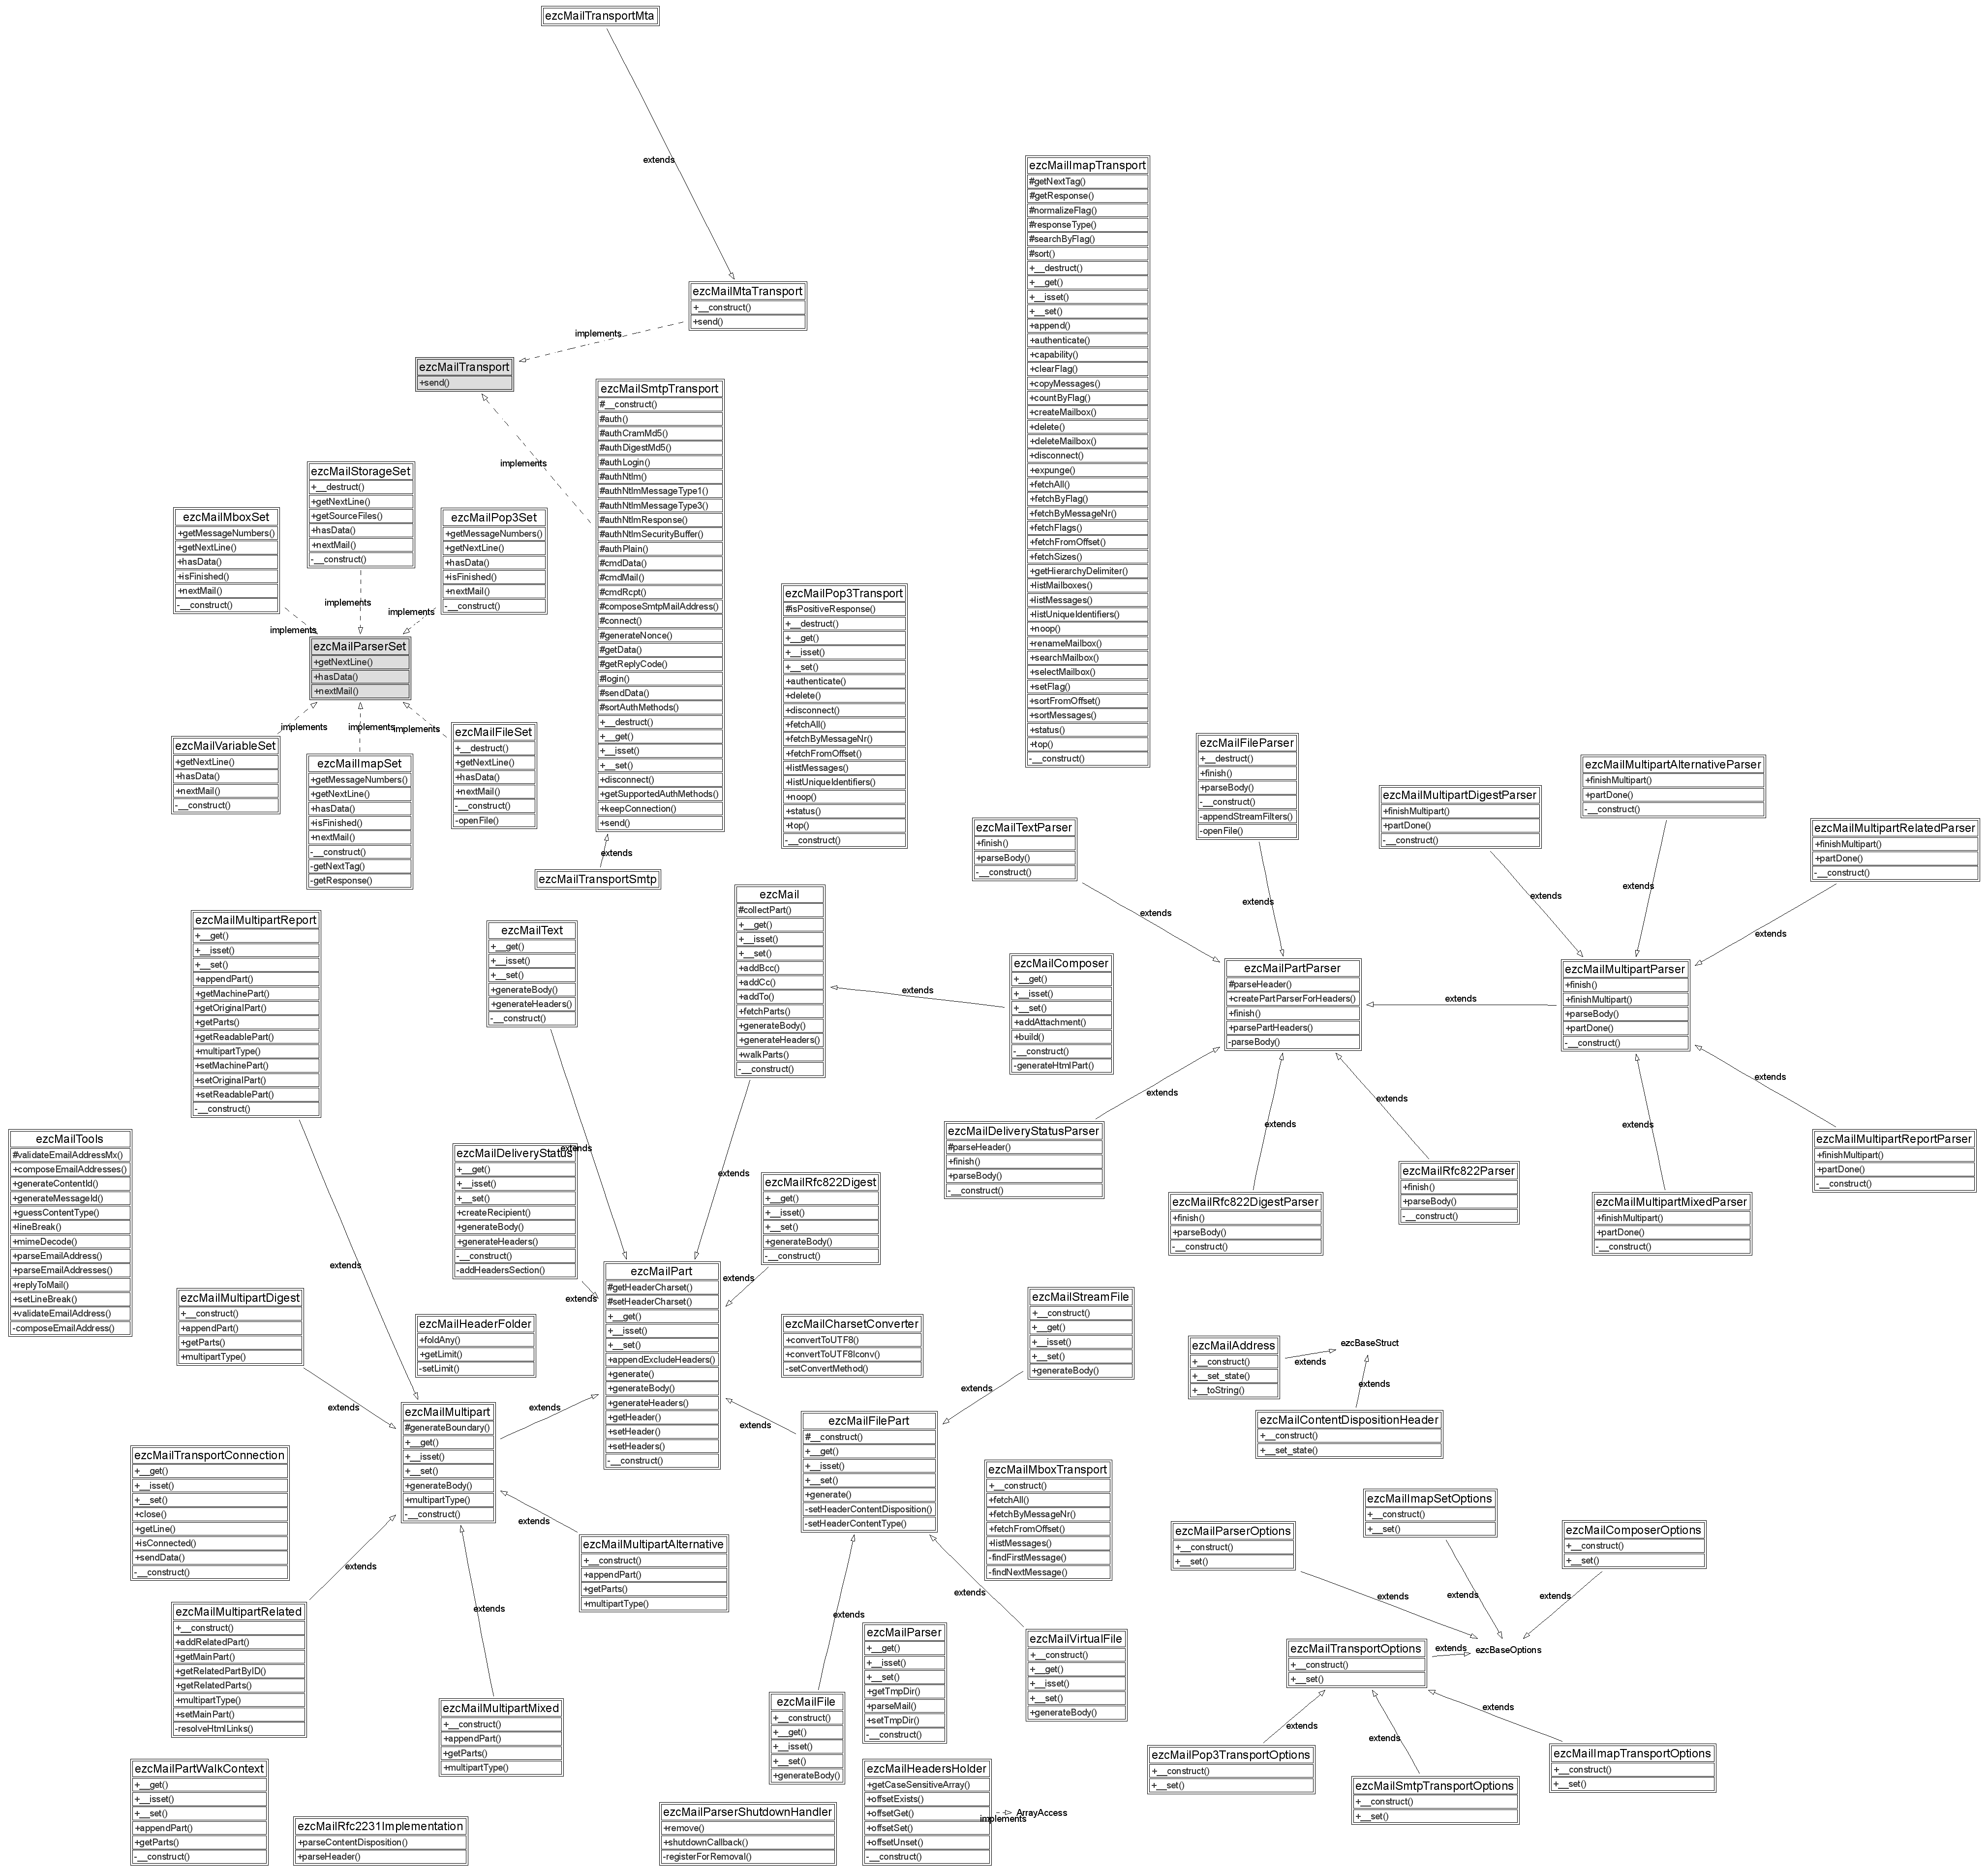 ezcMailTransportMta
extends
ezcMailMtaTransport
+__construct()
+send()
implements
ezcMailTransport
+send()
implements
ezcMailSmtpTransport
#__construct()
#auth()
#authCramMd5()
#authDigestMd5()
#authLogin()
#authNtlm()
#authNtlmMessageType1()
#authNtlmMessageType3()
#authNtlmResponse()
#authNtlmSecurityBuffer()
#authPlain()
#cmdData()
#cmdMail()
#cmdRcpt()
#composeSmtpMailAddress()
#connect()
#generateNonce()
#getData()
#getReplyCode()
#login()
#sendData()
#sortAuthMethods()
+__destruct()
+__get()
+__isset()
+__set()
+disconnect()
+getSupportedAuthMethods()
+keepConnection()
+send()
extends
ezcMailTransportSmtp
ezcMailImapTransport
#getNextTag()
#getResponse()
#normalizeFlag()
#responseType()
#searchByFlag()
#sort()
+__destruct()
+__get()
+__isset()
+__set()
+append()
+authenticate()
+capability()
+clearFlag()
+copyMessages()
+countByFlag()
+createMailbox()
+delete()
+deleteMailbox()
+disconnect()
+expunge()
+fetchAll()
+fetchByFlag()
+fetchByMessageNr()
+fetchFlags()
+fetchFromOffset()
+fetchSizes()
+getHierarchyDelimiter()
+listMailboxes()
+listMessages()
+listUniqueIdentifiers()
+noop()
+renameMailbox()
+searchMailbox()
+selectMailbox()
+setFlag()
+sortFromOffset()
+sortMessages()
+status()
+top()
-__construct()
ezcMailStorageSet
+__destruct()
+getNextLine()
+getSourceFiles()
+hasData()
+nextMail()
-__construct()
implements
ezcMailMboxSet
+getMessageNumbers()
+getNextLine()
+hasData()
+isFinished()
+nextMail()
-__construct()
implements
ezcMailPop3Set
+getMessageNumbers()
+getNextLine()
+hasData()
+isFinished()
+nextMail()
-__construct()
implements
ezcMailParserSet
+getNextLine()
+hasData()
+nextMail()
implements
implements
implements
ezcMailVariableSet
+getNextLine()
+hasData()
+nextMail()
-__construct()
ezcMailImapSet
+getMessageNumbers()
+getNextLine()
+hasData()
+isFinished()
+nextMail()
-__construct()
-getNextTag()
-getResponse()
ezcMailFileSet
+__destruct()
+getNextLine()
+hasData()
+nextMail()
-__construct()
-openFile()
ezcMailPop3Transport
#isPositiveResponse()
+__destruct()
+__get()
+__isset()
+__set()
+authenticate()
+delete()
+disconnect()
+fetchAll()
+fetchByMessageNr()
+fetchFromOffset()
+listMessages()
+listUniqueIdentifiers()
+noop()
+status()
+top()
-__construct()
ezcMailTextParser
+finish()
+parseBody()
-__construct()
extends
ezcMailFileParser
+__destruct()
+finish()
+parseBody()
-__construct()
-appendStreamFilters()
-openFile()
extends
ezcMailMultipartDigestParser
+finishMultipart()
+partDone()
-__construct()
extends
ezcMailMultipartAlternativeParser
+finishMultipart()
+partDone()
-__construct()
extends
ezcMailMultipartRelatedParser
+finishMultipart()
+partDone()
-__construct()
extends
ezcMailPartParser
#parseHeader()
+createPartParserForHeaders()
+finish()
+parsePartHeaders()
-parseBody()
extends
ezcMailMultipartParser
+finish()
+finishMultipart()
+parseBody()
+partDone()
-__construct()
extends
extends
extends
extends
extends
ezcMailDeliveryStatusParser
#parseHeader()
+finish()
+parseBody()
-__construct()
ezcMailRfc822DigestParser
+finish()
+parseBody()
-__construct()
ezcMailRfc822Parser
+finish()
+parseBody()
-__construct()
ezcMailMultipartMixedParser
+finishMultipart()
+partDone()
-__construct()
ezcMailMultipartReportParser
+finishMultipart()
+partDone()
-__construct()
ezcMail
#collectPart()
+__get()
+__isset()
+__set()
+addBcc()
+addCc()
+addTo()
+fetchParts()
+generateBody()
+generateHeaders()
+walkParts()
-__construct()
extends
ezcMailComposer
+__get()
+__isset()
+__set()
+addAttachment()
+build()
-__construct()
-generateHtmlPart()
extends
ezcMailText
+__get()
+__isset()
+__set()
+generateBody()
+generateHeaders()
-__construct()
extends
ezcMailMultipartReport
+__get()
+__isset()
+__set()
+appendPart()
+getMachinePart()
+getOriginalPart()
+getParts()
+getReadablePart()
+multipartType()
+setMachinePart()
+setOriginalPart()
+setReadablePart()
-__construct()
extends
ezcMailTools
#validateEmailAddressMx()
+composeEmailAddresses()
+generateContentId()
+generateMessageId()
+guessContentType()
+lineBreak()
+mimeDecode()
+parseEmailAddress()
+parseEmailAddresses()
+replyToMail()
+setLineBreak()
+validateEmailAddress()
-composeEmailAddress()
ezcMailDeliveryStatus
+__get()
+__isset()
+__set()
+createRecipient()
+generateBody()
+generateHeaders()
-__construct()
-addHeadersSection()
extends
ezcMailRfc822Digest
+__get()
+__isset()
+__set()
+generateBody()
-__construct()
extends
ezcMailPart
#getHeaderCharset()
#setHeaderCharset()
+__get()
+__isset()
+__set()
+appendExcludeHeaders()
+generate()
+generateBody()
+generateHeaders()
+getHeader()
+setHeader()
+setHeaders()
-__construct()
ezcMailMultipartDigest
+__construct()
+appendPart()
+getParts()
+multipartType()
extends
ezcMailHeaderFolder
+foldAny()
+getLimit()
-setLimit()
ezcMailCharsetConverter
+convertToUTF8()
+convertToUTF8Iconv()
-setConvertMethod()
ezcMailStreamFile
+__construct()
+__get()
+__isset()
+__set()
+generateBody()
extends
ezcMailAddress
+__construct()
+__set_state()
+__toString()
extends
ezcBaseStruct
extends
ezcMailContentDispositionHeader
+__construct()
+__set_state()
ezcMailMultipart
#generateBoundary()
+__get()
+__isset()
+__set()
+generateBody()
+multipartType()
-__construct()
extends
extends
ezcMailFilePart
#__construct()
+__get()
+__isset()
+__set()
+generate()
-setHeaderContentDisposition()
-setHeaderContentType()
ezcMailTransportConnection
+__get()
+__isset()
+__set()
+close()
+getLine()
+isConnected()
+sendData()
-__construct()
extends
extends
extends
ezcMailMultipartAlternative
+__construct()
+appendPart()
+getParts()
+multipartType()
ezcMailMboxTransport
+__construct()
+fetchAll()
+fetchByMessageNr()
+fetchFromOffset()
+listMessages()
-findFirstMessage()
-findNextMessage()
extends
extends
ezcMailMultipartRelated
+__construct()
+addRelatedPart()
+getMainPart()
+getRelatedPartByID()
+getRelatedParts()
+multipartType()
+setMainPart()
-resolveHtmlLinks()
ezcMailMultipartMixed
+__construct()
+appendPart()
+getParts()
+multipartType()
ezcMailFile
+__construct()
+__get()
+__isset()
+__set()
+generateBody()
ezcMailParser
+__get()
+__isset()
+__set()
+getTmpDir()
+parseMail()
+setTmpDir()
-__construct()
ezcMailVirtualFile
+__construct()
+__get()
+__isset()
+__set()
+generateBody()
ezcMailParserOptions
+__construct()
+__set()
extends
ezcMailImapSetOptions
+__construct()
+__set()
extends
ezcMailComposerOptions
+__construct()
+__set()
extends
ezcMailTransportOptions
+__construct()
+__set()
extends
ezcBaseOptions
extends
extends
extends
ezcMailPop3TransportOptions
+__construct()
+__set()
ezcMailSmtpTransportOptions
+__construct()
+__set()
ezcMailImapTransportOptions
+__construct()
+__set()
ezcMailPartWalkContext
+__get()
+__isset()
+__set()
+appendPart()
+getParts()
-__construct()
ezcMailRfc2231Implementation
+parseContentDisposition()
+parseHeader()
ezcMailParserShutdownHandler
+remove()
+shutdownCallback()
-registerForRemoval()
ezcMailHeadersHolder
+getCaseSensitiveArray()
+offsetExists()
+offsetGet()
+offsetSet()
+offsetUnset()
-__construct()
implements
ArrayAccess